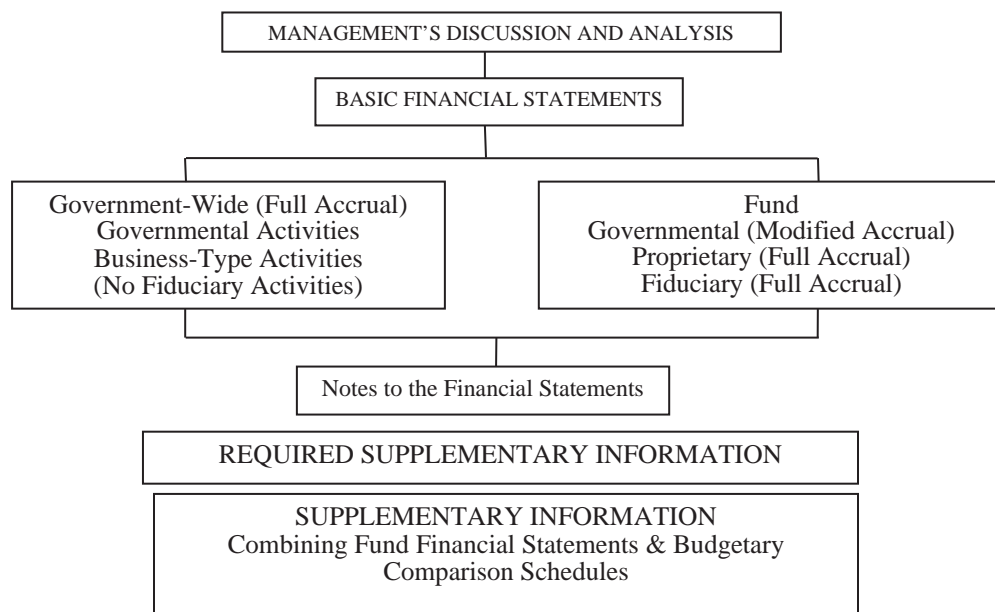 MANAGEMENT’S DISCUSSION AND ANALYSIS
BASIC FINANCIAL STATEMENTS
Government-Wide (Full Accrual)
Governmental Activities
Business-Type Activities
(No Fiduciary Activities)
Fund
Governmental (Modified Accrual)
Proprietary (Full Accrual)
Fiduciary (Full Accrual)
Notes to the Financial Statements
REQUIRED SUPPLEMENTARY INFORMATION
SUPPLEMENTARY INFORMATION
Combining Fund Financial Statements & Budgetary
Comparison Schedules